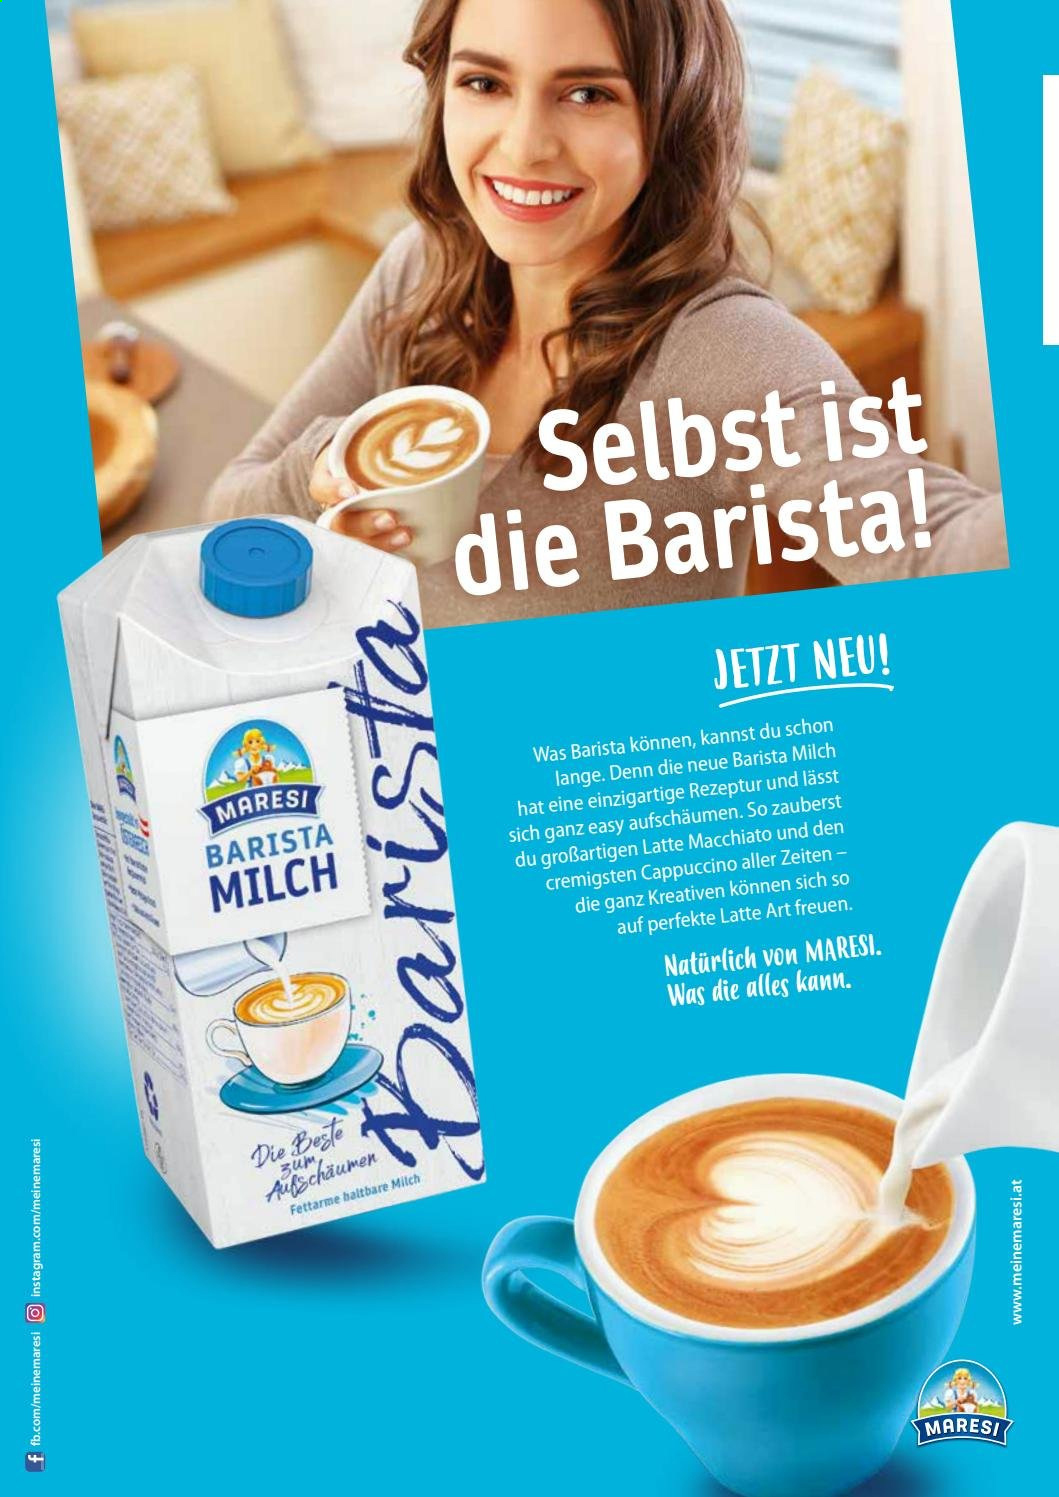 Selbst ist
die Barista!
JETZT NEU!
Was Barista können, kannst du schon
lange. Denn die neue Barista Milch
hat eine einzigartige Rezeptur und lässt
sich ganz easy aufschäumen. So zauberst
du großartigen Latte Macchiato und den
cremigsten Cappuccino aller Zeiten –
die ganz Kreativen können sich so
auf perfekte Latte Art freuen.
Natürlich von MARESI.
Was die alles kann.
MARESI
BARISTA
MILCH
Barista
Die Beste
zum
Aufschäumen
Fettarme haltbare Milch
fb.com/meinemaresi
instagram.com/meinemaresi
www.meinemaresi.at
MARESI